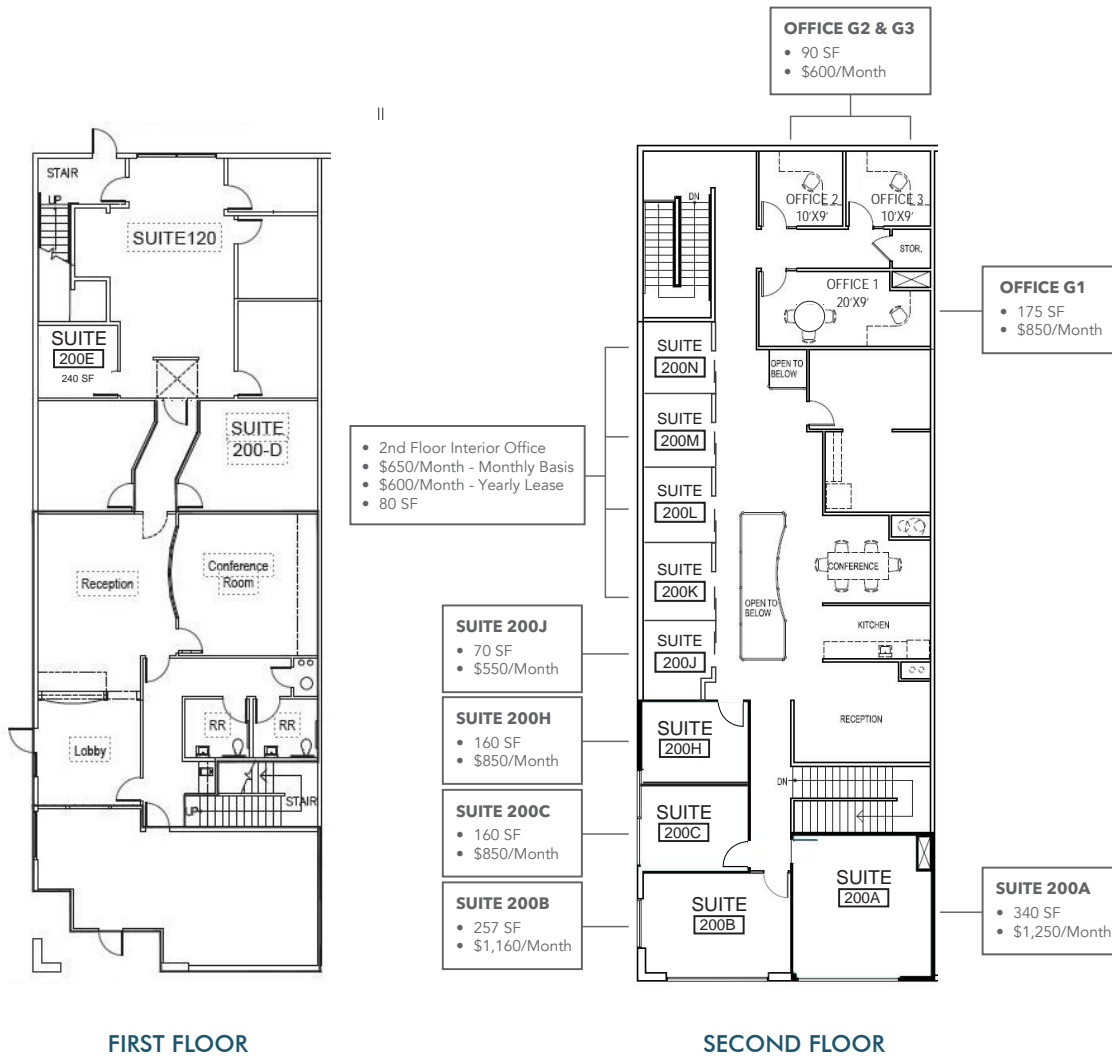 OFFICE G2 & G3
• 90 SF
• $600/Month
||
STAIR
UP
SUITE120
SUITE
200E
240 SF
SUITE
200-D
Reception
Conference
Room
RR
RR
Lobby
STAIR
UP
FIRST FLOOR
• 2nd Floor Interior Office
• $650/Month - Monthly Basis
• $600/Month - Yearly Lease
• 80 SF
SUITE 200J
• 70 SF
• $550/Month
SUITE 200H
• 160 SF
• $850/Month
SUITE 200C
• 160 SF
• $850/Month
SUITE 200B
• 257 SF
• $1,160/Month
DN
OFFICE 2
10'X9'
OFFICE 3
10'X9'
STOR.
OFFICE 1
20'X9'
SUITE
200N
OPEN TO
BELOW
SUITE
200M
SUITE
200L
SUITE
200K
SUITE
200J
OPEN TO
BELOW
CONFERENCE
KITCHEN
RECEPTION
SUITE
200H
DN
SUITE
200C
SUITE
200B
SUITE
200A
SECOND FLOOR
OFFICE G1
• 175 SF
• $850/Month
SUITE 200A
• 340 SF
• $1,250/Month